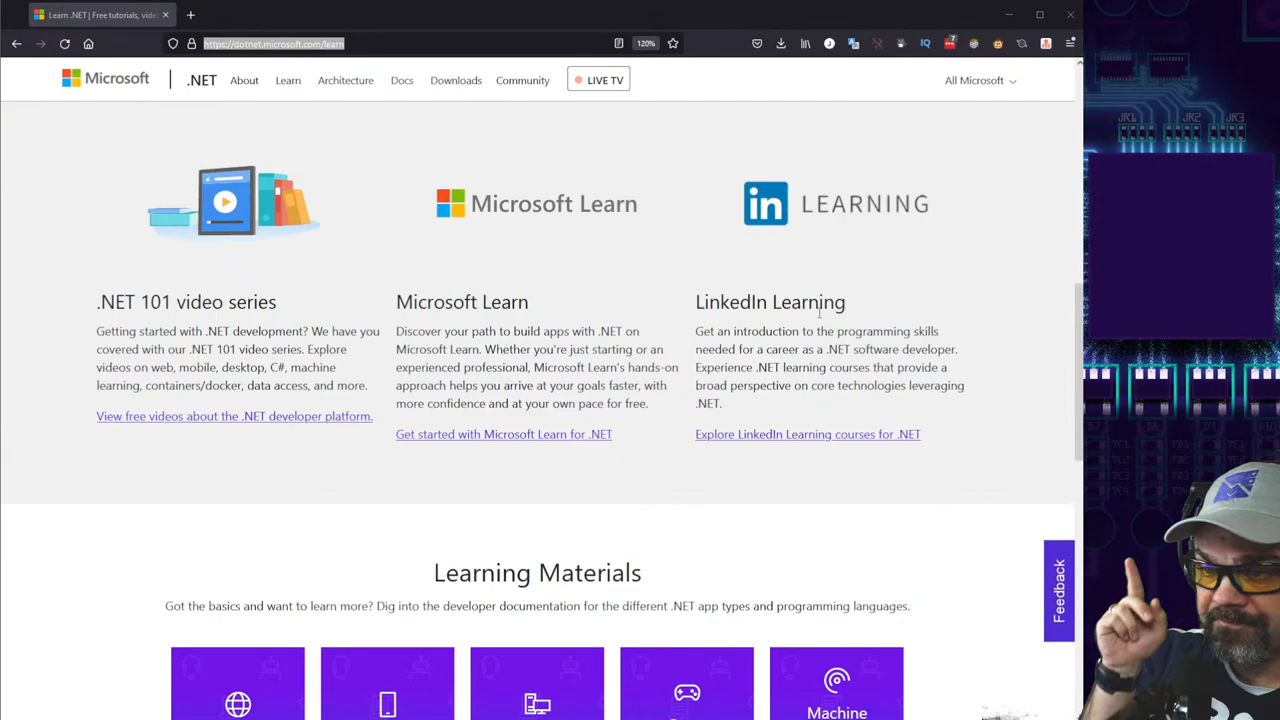 Learn .NET | Free tutorials, vide
https://dotnet.microsoft.com/learn
120%
7
Microsoft
.NET
About
Learn
Architecture
Docs
Downloads
Community
LIVE TV
All Microsoft
JR1
JR2
JR3
Microsoft Learn
in LEARNING
.NET 101 video series
Getting started with .NET development? We have you
covered with our .NET 101 video series. Explore
videos on web, mobile, desktop, C#, machine
learning, containers/docker, data access, and more.
View free videos about the .NET developer platform.
Microsoft Learn
Discover your path to build apps with .NET on
Microsoft Learn. Whether you're just starting or an
experienced professional, Microsoft Learn's hands-on
approach helps you arrive at your goals faster, with
more confidence and at your own pace for free.
Get started with Microsoft Learn for .NET
LinkedIn Learning
Get an introduction to the programming skills
needed for a career as a .NET software developer.
Experience .NET learning courses that provide a
broad perspective on core technologies leveraging
.NET.
Explore LinkedIn Learning courses for .NET
Learning Materials
Got the basics and want to learn more? Dig into the developer documentation for the different .NET app types and programming languages.
Machine
Feedback